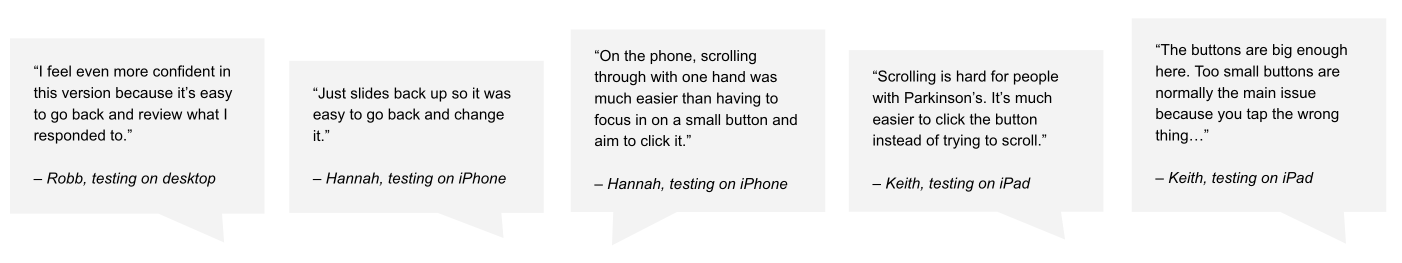 “I feel even more confident in
this version because it’s easy
to go back and review what I
responded to.”
– Robb, testing on desktop
“Just slides back up so it was
easy to go back and change
it.”
– Hannah, testing on iPhone
“On the phone, scrolling
through with one hand was
much easier than having to
focus in on a small button and
aim to click it.”
– Hannah, testing on iPhone
“Scrolling is hard for people
with Parkinson’s. It’s much
easier to click the button
instead of trying to scroll.”
– Keith, testing on iPad
“The buttons are big enough
here. Too small buttons are
normally the main issue
because you tap the wrong
thing…”
– Keith, testing on iPad